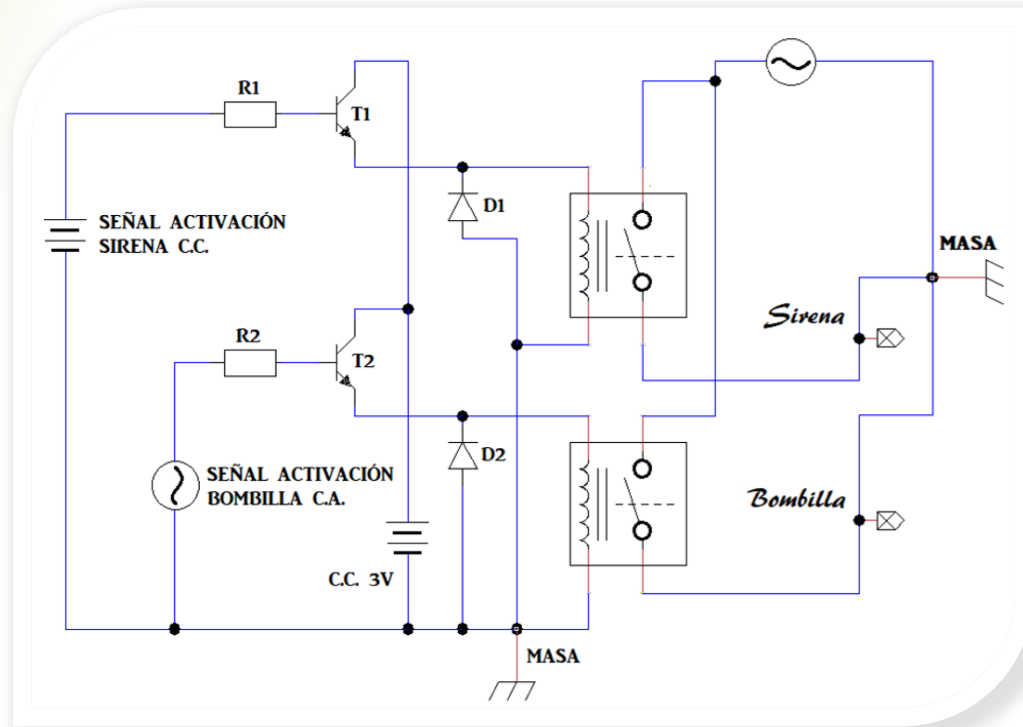 R1
T1
SEÑAL ACTIVACIÓN
SIRENA C.C.
D1
MASA
Sirena
R2
T2
SEÑAL ACTIVACIÓN
BOMBILLA C.A.
D2
Bombilla
C.C. 3V
MASA